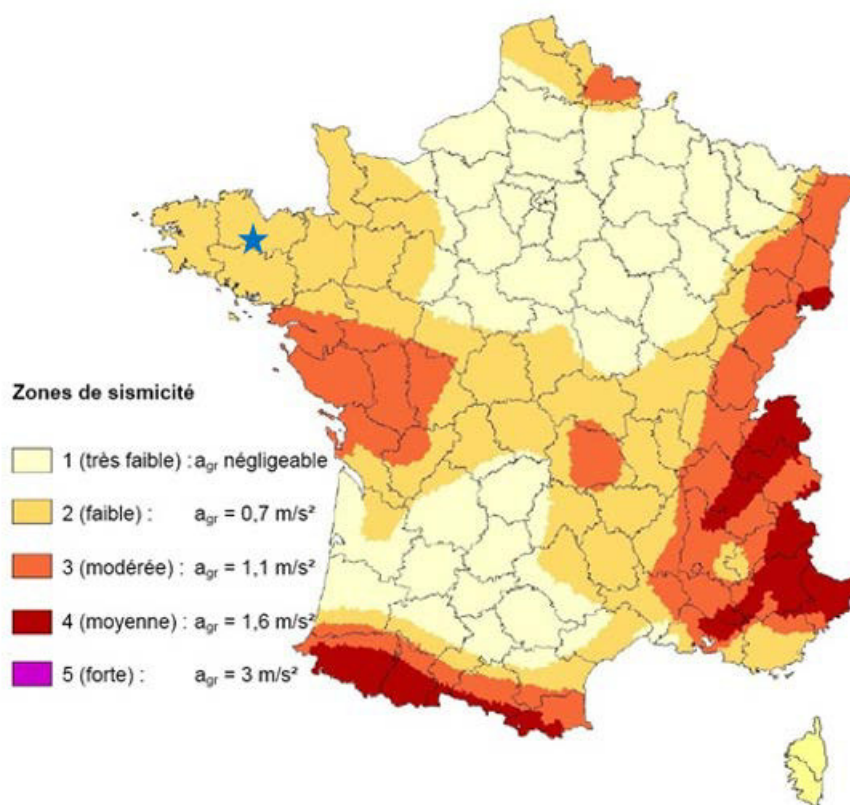 Zones de sismicité
1 (très faible) : agr négligeable
2 (faible) : agr = 0,7 m/s²
3 (modérée) : agr = 1,1 m/s²
4 (moyenne) : agr = 1,6 m/s²
5 (forte) : agr = 3 m/s²